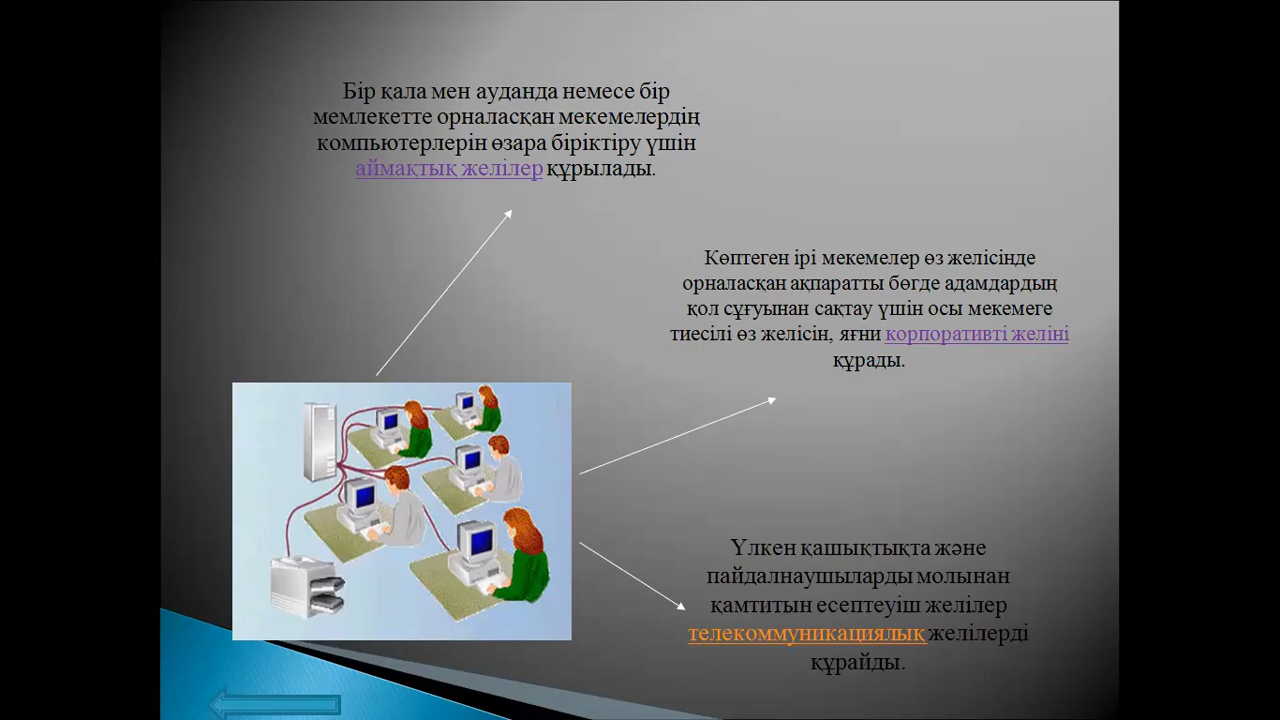 Бір қала мен ауданда немесе бір
мемлекетте орналасқан мекемелердің
компьютерлерін өзара біріктіру үшін
аймақтық желілер құрылады.
Көптеген ірі мекемелер өз желісінде
орналасқан ақпаратты бөгде адамдардың
қол сұғуынан сақтау үшін осы мекемеге
тиесілі өз желісін, яғни корпоративті желіні
құрады.
Үлкен қашықтықта және
пайдалнаушыларды молынан
қамтитын есептеуіш желілер
телекоммуникациялық желілерді
құрайды.